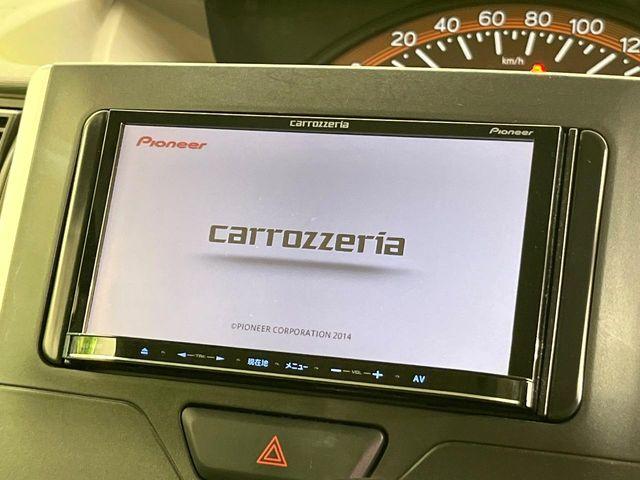 20 40 60 80 100 12
km/h
carrozzeria Pioneer
Pioneer
carrozzeria
©PIONEER CORPORATION 2014
TRK 現在地 メニュー VOL AV